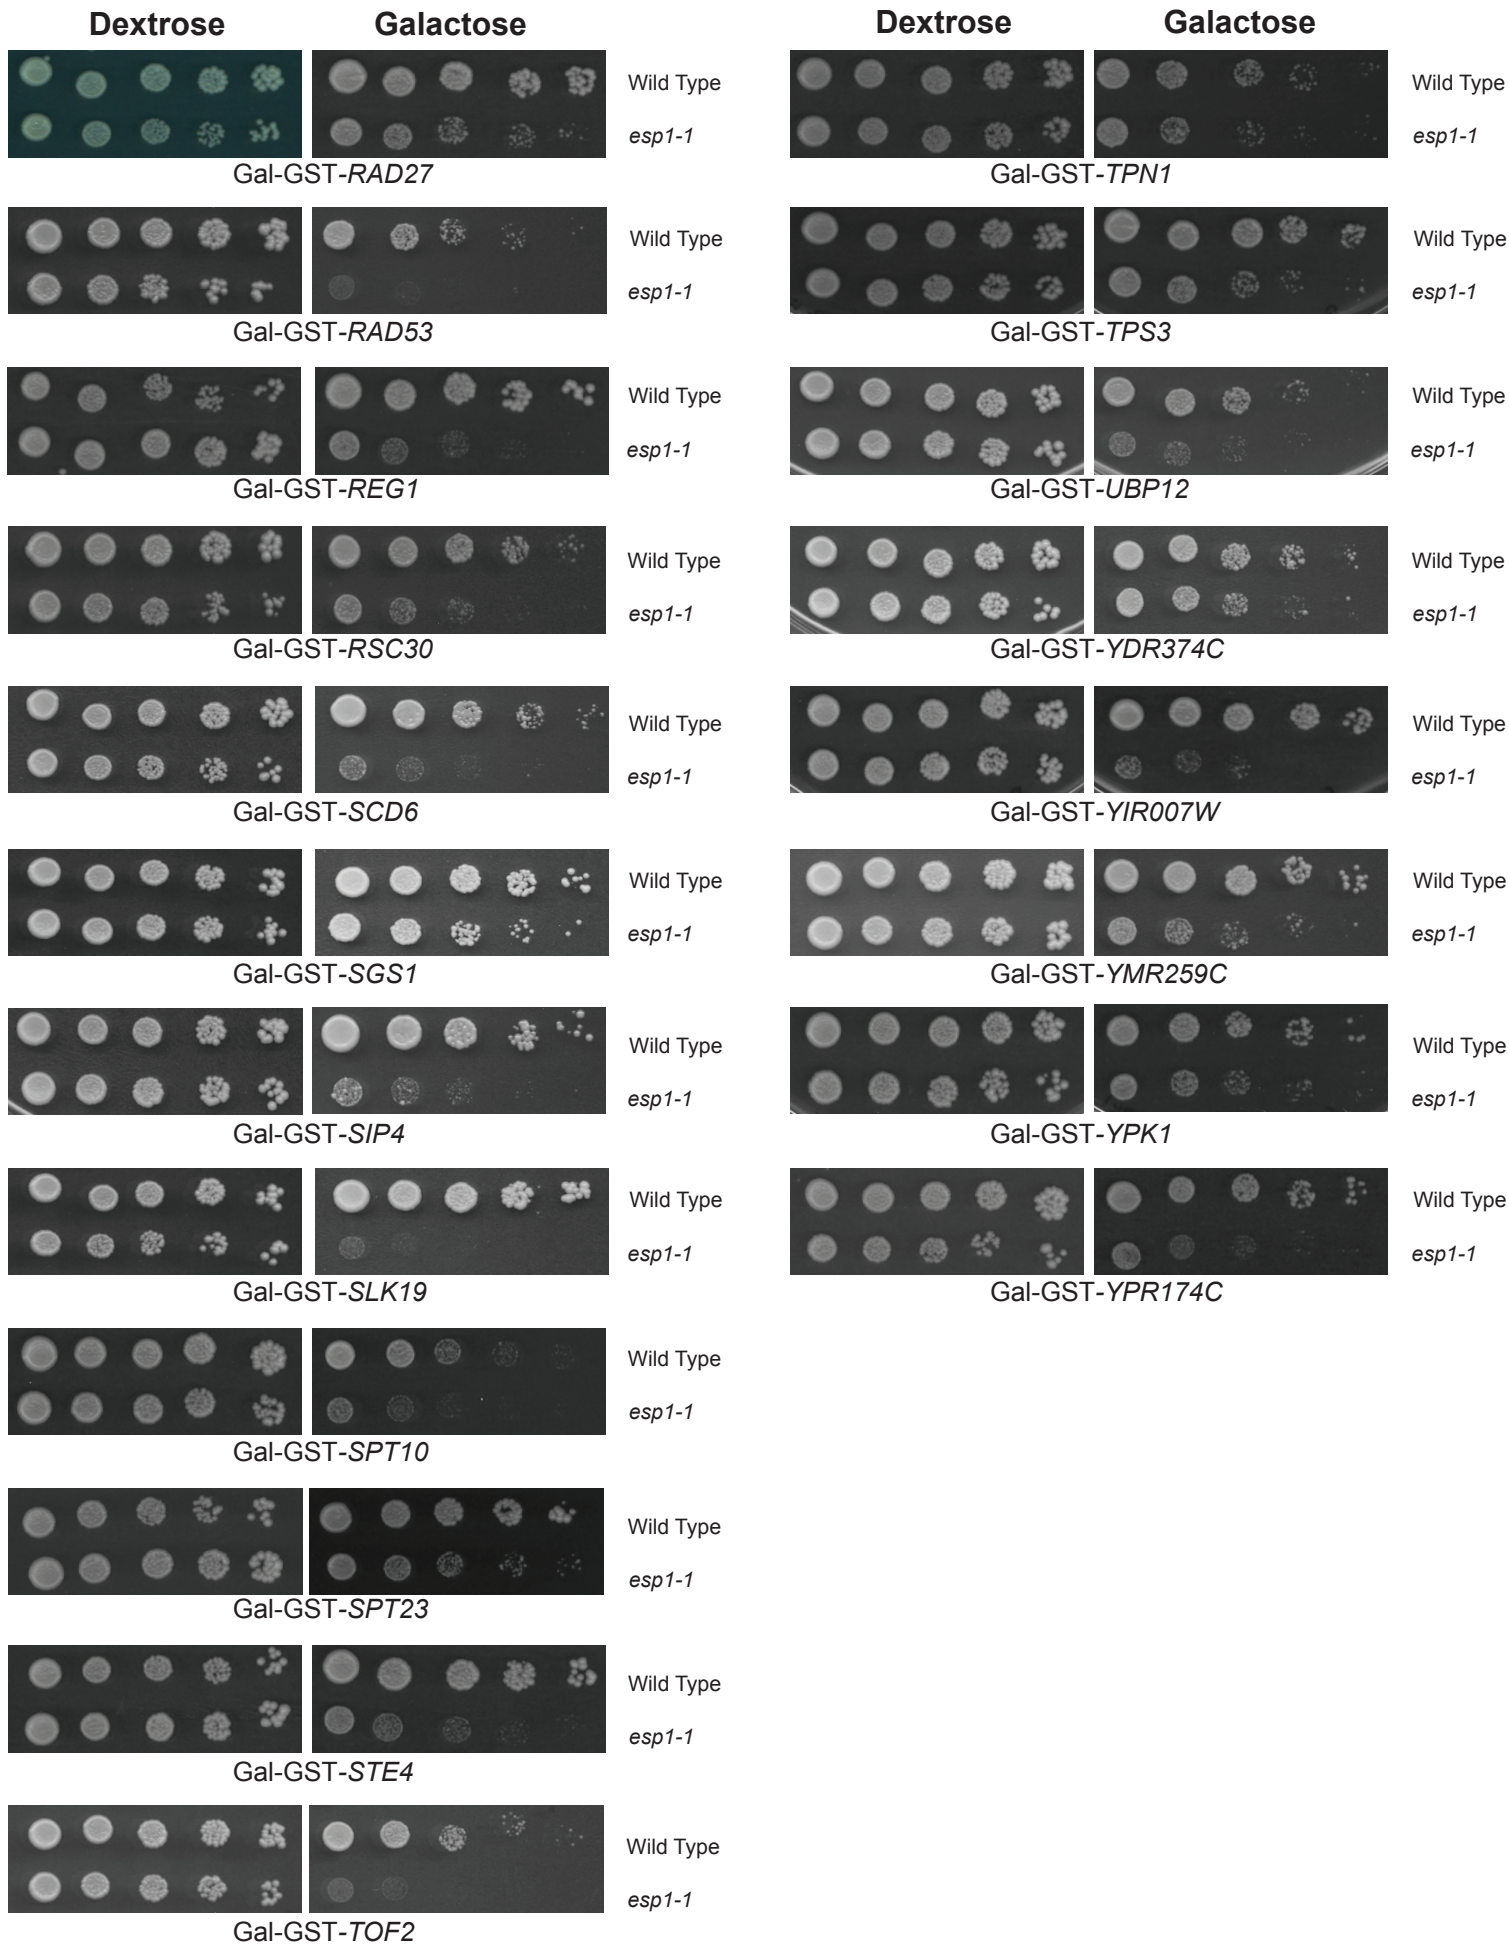 Dextrose Galactose
Wild Type
esp1-1
Gal-GST-RAD27
Wild Type
esp1-1
Gal-GST-RAD53
Wild Type
esp1-1
Gal-GST-REG1
Wild Type
esp1-1
Gal-GST-RSC30
Wild Type
esp1-1
Gal-GST-SCD6
Wild Type
esp1-1
Gal-GST-SGS1
Wild Type
esp1-1
Gal-GST-SIP4
Wild Type
esp1-1
Gal-GST-SLK19
Wild Type
esp1-1
Gal-GST-SPT10
Wild Type
esp1-1
Gal-GST-SPT23
Wild Type
esp1-1
Gal-GST-STE4
Wild Type
esp1-1
Gal-GST-TOF2
Dextrose Galactose
Wild Type
esp1-1
Gal-GST-TPN1
Wild Type
esp1-1
Gal-GST-TPS3
Wild Type
esp1-1
Gal-GST-UBP12
Wild Type
esp1-1
Gal-GST-YDR374C
Wild Type
esp1-1
Gal-GST-YIR007W
Wild Type
esp1-1
Gal-GST-YMR259C
Wild Type
esp1-1
Gal-GST-YPK1
Wild Type
esp1-1
Gal-GST-YPR174C